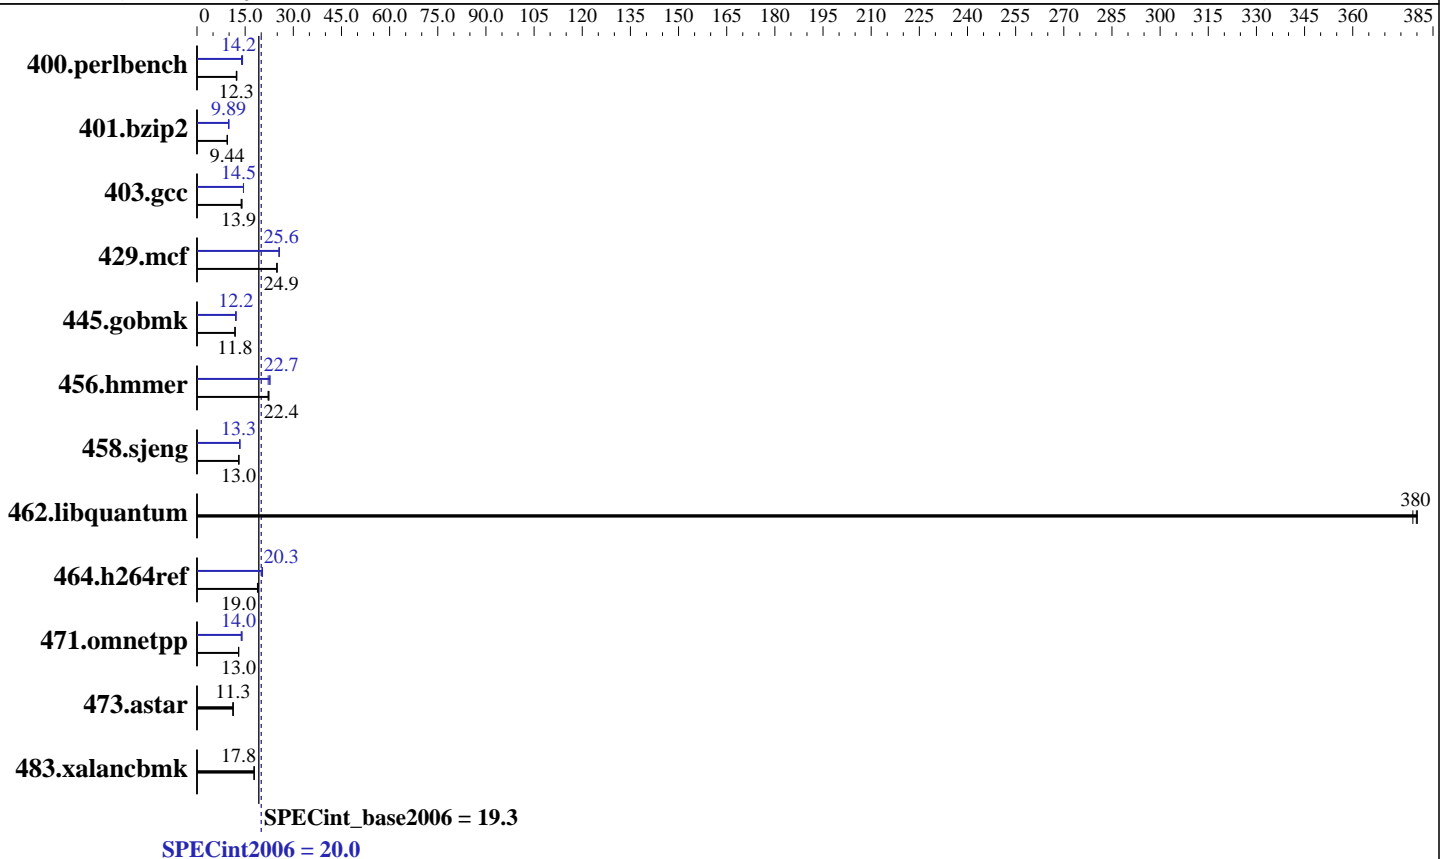 0 15.0 30.0 45.0 60.0 75.0 90.0 105 120 135 150 165 180 195 210 225 240 255 270 285 300 315 330 345 360 385
14.2
400.perlbench
12.3
9.89
401.bzip2
9.44
14.5
403.gcc
13.9
25.6
429.mcf
24.9
12.2
445.gobmk
11.8
22.7
456.hmmer
22.4
13.3
458.sjeng
13.0
380
462.libquantum
20.3
464.h264ref
19.0
14.0
471.omnetpp
13.0
11.3
473.astar
17.8
483.xalancbmk
SPECint_base2006 = 19.3
SPECint2006 = 20.0